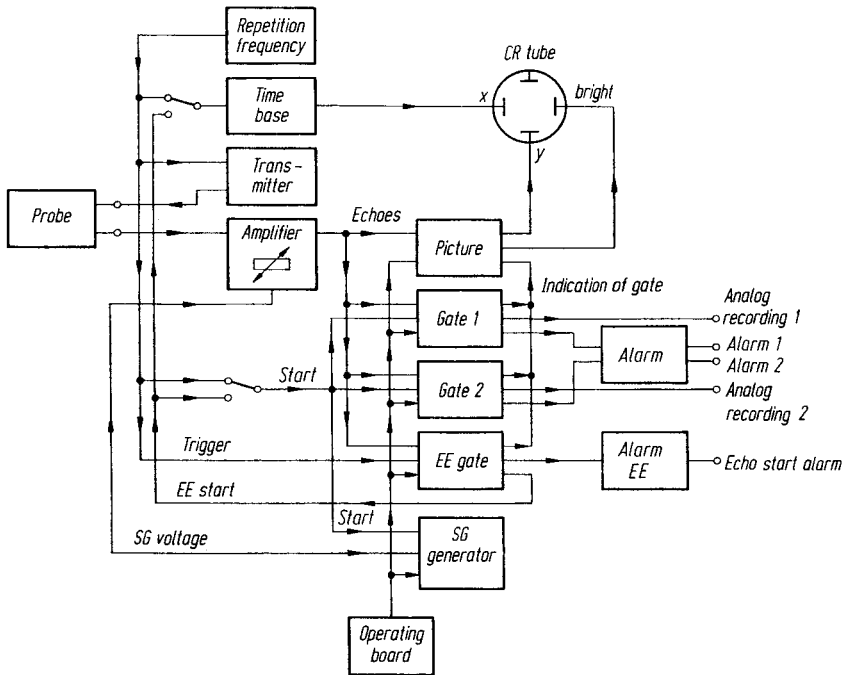 Repetition
frequency
CR tube
x
bright
y
Time
base
Trans-
mitter
Probe
Amplifier
Echoes
Picture
Indication of gate
Gate 1
Analog
recording 1
Alarm
Alarm 1
Alarm 2
Start
Gate 2
Analog
recording 2
Trigger
EE gate
Alarm
EE
Echo start alarm
EE start
Start
SG voltage
SG
generator
Operating
board